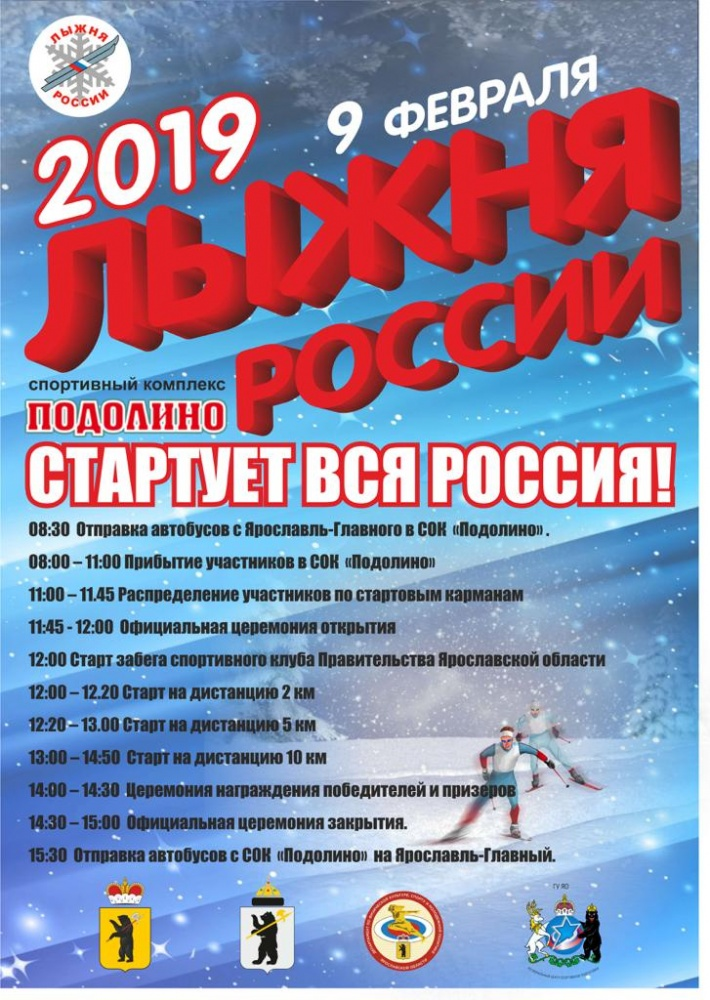 ЛЫЖНЯ
РОССИИ
2019
9 ФЕВРАЛЯ
ЛЫЖНЯ
РОССИИ
спортивный комплекс
ПОДОЛИНО
СТАРТУЕТ ВСЯ РОССИЯ!
08:30 Отправка автобусов с Ярославль-Главного в СОК «Подолино» .
08:00 – 11:00 Прибытие участников в СОК «Подолино»
11:00 – 11.45 Распределение участников по стартовым карманам
11:45 - 12:00 Официальная церемония открытия
12:00 Старт забега спортивного клуба Правительства Ярославской области
12:00 – 12.20 Старт на дистанцию 2 км
12:20 – 13.00 Старт на дистанцию 5 км
13:00 – 14:50 Старт на дистанцию 10 км
14:00 – 14:30 Церемония награждения победителей и призеров
14:30 – 15:00 Официальная церемония закрытия.
15:30 Отправка автобусов с СОК «Подолино» на Ярославль-Главный.
ГУ ЯО